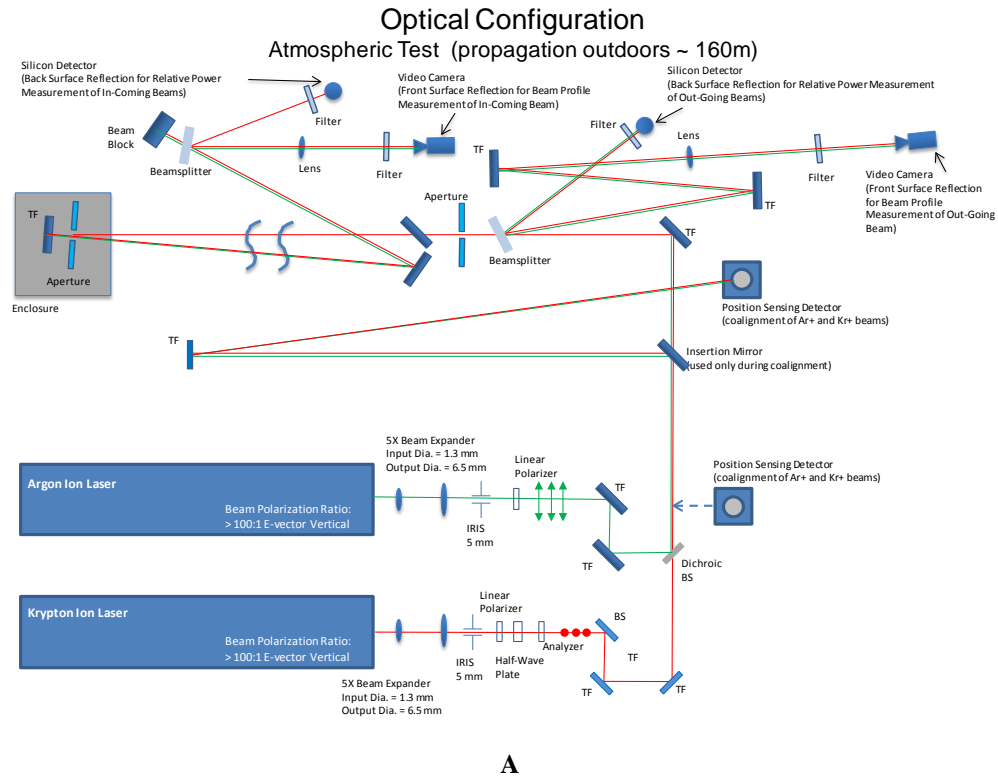 Optical Configuration
Atmospheric Test (propagation outdoors ~ 160m)
Silicon Detector
(Back Surface Reflection for Relative Power
Measurement of In-Coming Beams)
Video Camera
(Front Surface Reflection for Beam Profile
Measurement of In-Coming Beam)
Silicon Detector
(Back Surface Reflection for Relative Power Measurement
of Out-Going Beams)
Beam
Block
Filter
Beamsplitter
Lens
Filter
Filter
Lens
TF
Filter
TF
Video Camera
(Front Surface Reflection
for Beam Profile
Measurement of Out-Going
Beam)
Aperture
Beamsplitter
TF
TF
Aperture
Enclosure
Position Sensing Detector
(coalignment of Ar+ and Kr+ beams)
TF
Insertion Mirror
(used only during coalignment)
5X Beam Expander
Input Dia. = 1.3 mm
Output Dia. = 6.5 mm
Linear
Polarizer
Argon Ion Laser
Beam Polarization Ratio:
> 100:1 E-vector Vertical
IRIS
5 mm
TF
TF
Position Sensing Detector
(coalignment of Ar+ and Kr+ beams)
Dichroic
BS
Krypton Ion Laser
Beam Polarization Ratio:
> 100:1 E-vector Vertical
Linear
Polarizer
IRIS
5 mm
Half-Wave
Plate
Analyzer
BS
TF
TF
TF
5X Beam Expander
Input Dia. = 1.3 mm
Output Dia. = 6.5 mm
A